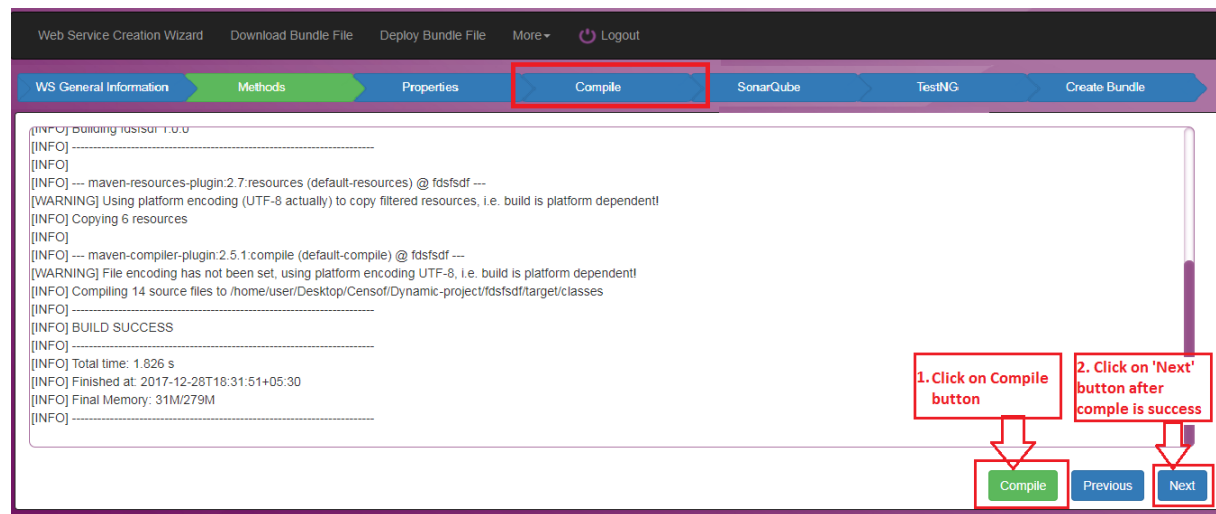 Web Service Creation Wizard Download Bundle File Deploy Bundle File More Logout
WS General Information Methods Properties Compile SonarQube TestNG Create Bundle
[INFO] Building fdsfsdf 1.0.0
[INFO] ------------------------------------------------------------------------
[INFO]
[INFO] --- maven-resources-plugin:2.7:resources (default-resources) @ fdsfsdf ---
[WARNING] Using platform encoding (UTF-8 actually) to copy filtered resources, i.e. build is platform dependent!
[INFO] Copying 6 resources
[INFO]
[INFO] --- maven-compiler-plugin:2.5.1:compile (default-compile) @ fdsfsdf ---
[WARNING] File encoding has not been set, using platform encoding UTF-8, i.e. build is platform dependent!
[INFO] Compiling 14 source files to /home/user/Desktop/Censof/Dynamic-project/fdsfsdf/target/classes
[INFO] ------------------------------------------------------------------------
[INFO] BUILD SUCCESS
[INFO] ------------------------------------------------------------------------
[INFO] Total time: 1.826 s
[INFO] Finished at: 2017-12-28T18:31:51+05:30
[INFO] Final Memory: 31M/279M
[INFO] ------------------------------------------------------------------------
1. Click on Compile
button
2. Click on 'Next'
button after
comple is success
Compile Previous Next